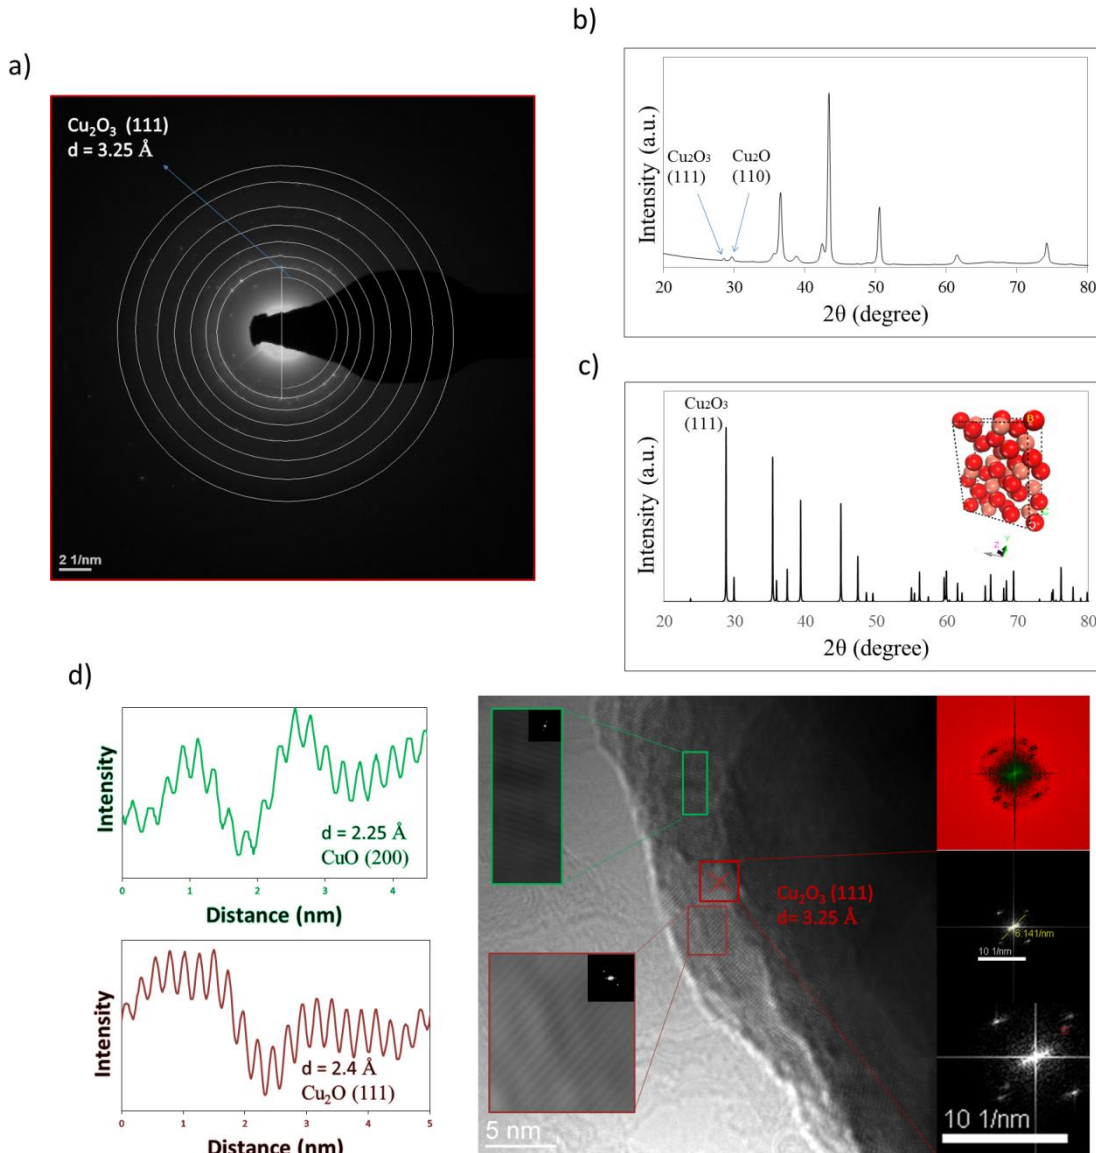 a)
Cu₂O₃ (111)
d = 3.25 Å
2 1/nm
b)
Intensity (a.u.)
Cu₂O₃
(111)
Cu₂O
(110)
20 30 40 50 60 70 80
2θ (degree)
c)
Intensity (a.u.)
Cu₂O₃
(111)
B
O
Z
Y
20 30 40 50 60 70 80
2θ (degree)
d)
Intensity
d = 2.25 Å
CuO (200)
0 1 2 3 4
Distance (nm)
Intensity
d = 2.4 Å
Cu₂O (111)
0 1 2 3 4 5
Distance (nm)
Cu₂O₃ (111)
d= 3.25 Å
5 nm
6.141/nm
10 1/nm
10 1/nm